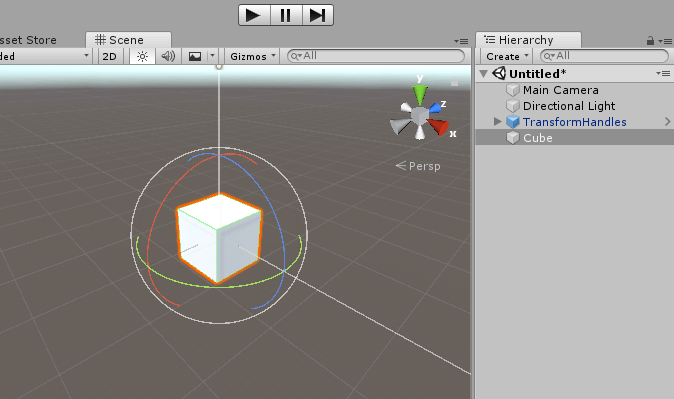 sset Store
Scene
Hierarchy
ded
2D
Gizmos
All
Create
All
Untitled*
Main Camera
Directional Light
TransformHandles
Cube
y
z
x
Persp